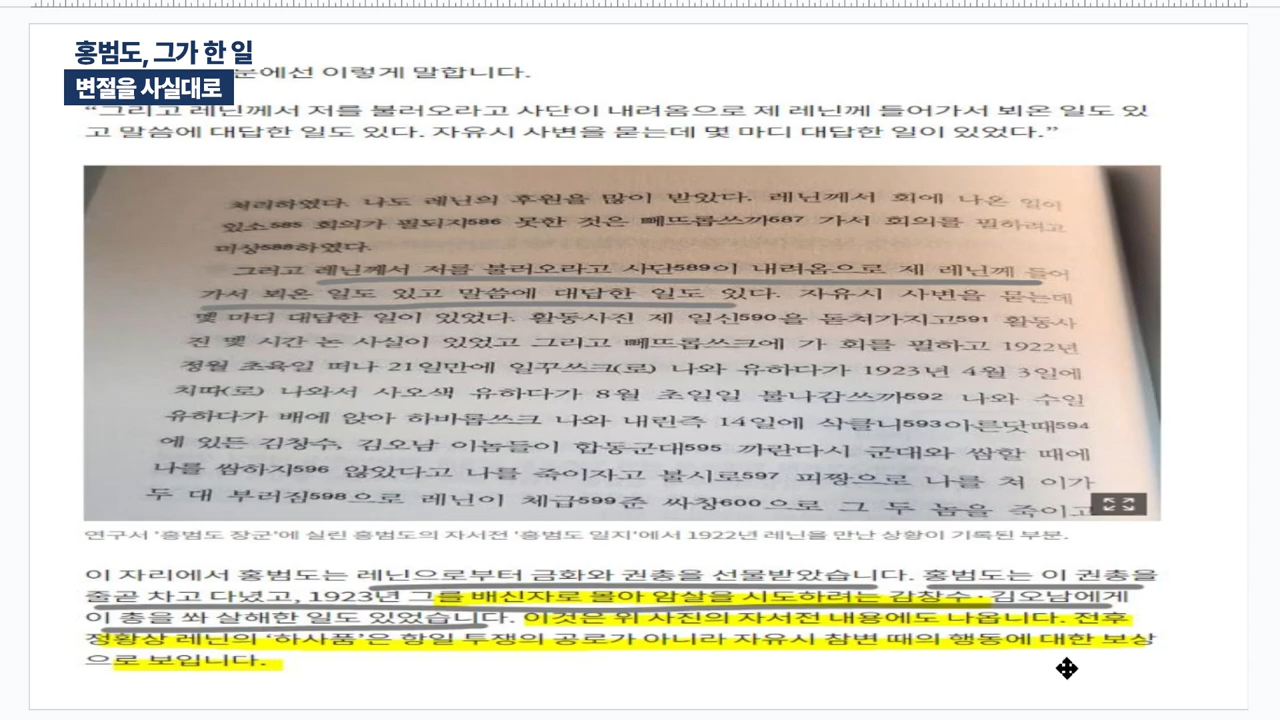 홍범도, 그가 한 일
변절을 사실대로
문에선 이렇게 말합니다.
“그리고 레닌께서 저를 불러오라고 사단이 내려옴으로 제 레닌께 들어가서 뵈온 일도 있
고 말씀에 대답한 일도 있다. 자유시 사변을 묻는데 몇 마디 대답한 일이 있었다.”
처리하였다. 나도 레닌의 후원을 많이 받았다. 레닌께서 회에 나온 일이
있소585 회의가 필되지586 못한 것은 뻬뜨롭쓰까587 가서 회의를 필하려고
미상588하였다.
그러고 레닌께서 저를 불러오라고 사단589이 내려옴으로 제 레닌께 들어
가서 뵈온 일도 있고 말씀에 대답한 일도 있다. 자유시 사변을 묻는데
몇 마디 대답한 일이 있었다. 활동사진 제 일신590을 돋쳐가지고591 활동사
진 몇 시간 논 사실이 있었고 그리고 뻬뜨롭쓰크에 가 회를 필하고 1922년
정월 초육일 떠나 21일만에 일꾸쓰크(로) 나와 유하다가 1923년 4월 3일에
치따(로) 나와서 사오색 유하다가 8월 초일일 불나감쓰까592 나와 수일
유하다가 배에 앉아 하바롭쓰크 나와 내린즉 14일에 식클니593아른닷때594
에 있든 김창수, 김오남 이놈들이 합동군대595 까란다시 군대와 쌈할 때에
나를 쌈하지596 않았다고 나를 죽이자고 불시로597 피짱으로 나를 쳐 이가
두 대 부러짐598으로 레닌이 체급599준 싸창600으로 그 두 놈을 죽이고
연구서 '홍범도 장군'에 실린 홍범도의 자서전 '홍범도 일지'에서 1922년 레닌을 만난 상황이 기록된 부분.
이 자리에서 홍범도는 레닌으로부터 금화와 권총을 선물받았습니다. 홍범도는 이 권총을
줄곧 차고 다녔고, 1923년 그를 배신자로 몰아 암살을 시도하려는 김창수·김오남에게
이 총을 쏴 살해한 일도 있었습니다. 이것은 위 사진의 자서전 내용에도 나옵니다. 전후
정황상 레닌의 ‘하사품’은 항일 투쟁의 공로가 아니라 자유시 참변 때의 행동에 대한 보상
으로 보입니다.